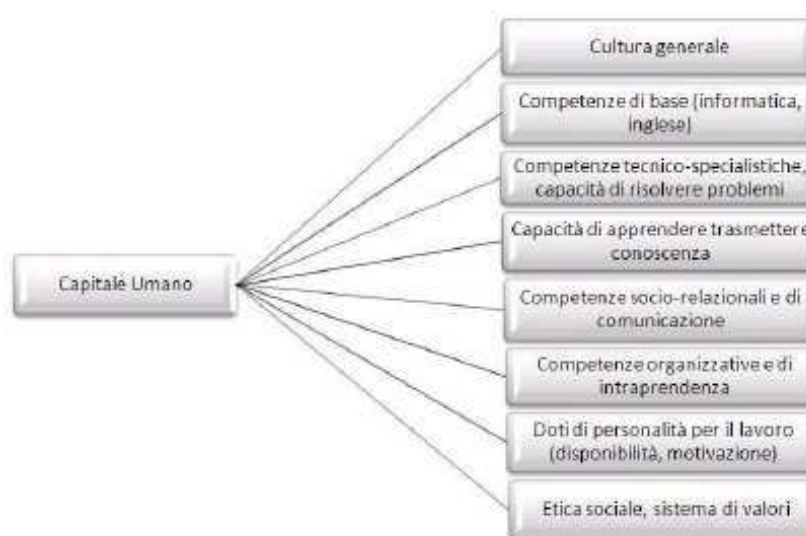 Cultura generale
Competenze di base (informatica,
inglese)
Competenze tecnico-specialistiche,
capacità di risolvere problemi
Capacità di apprendere trasmettere
conoscenza
Capitale Umano
Competenze socio-relazionali e di
comunicazione
Competenze organizzative e di
intraprendenza
Doti di personalità per il lavoro
(disponibilità, motivazione)
Etica sociale, sistema di valori